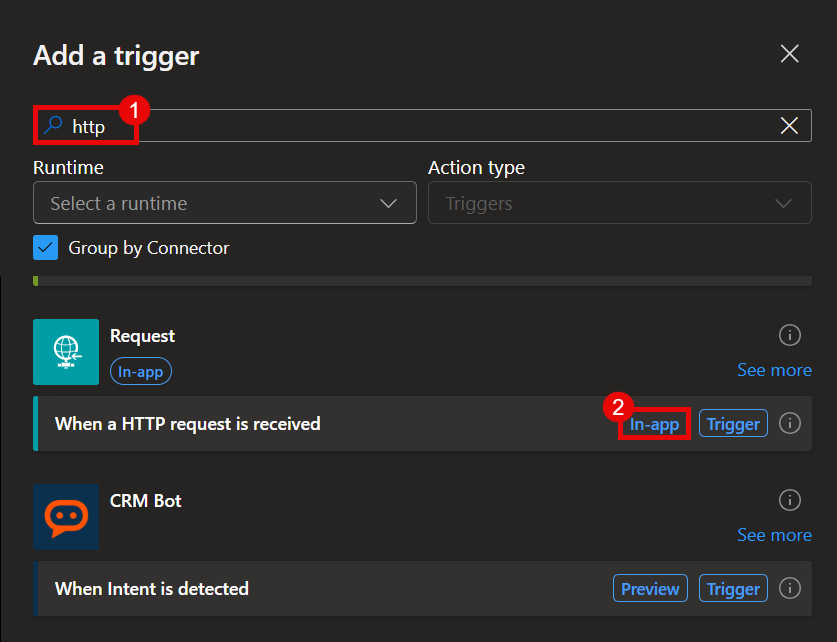 Add a trigger
1
http
Runtime Action type
Select a runtime Triggers
Group by Connector
Request
In-app
See more
2
When a HTTP request is received In-app Trigger
CRM Bot
See more
When Intent is detected Preview Trigger